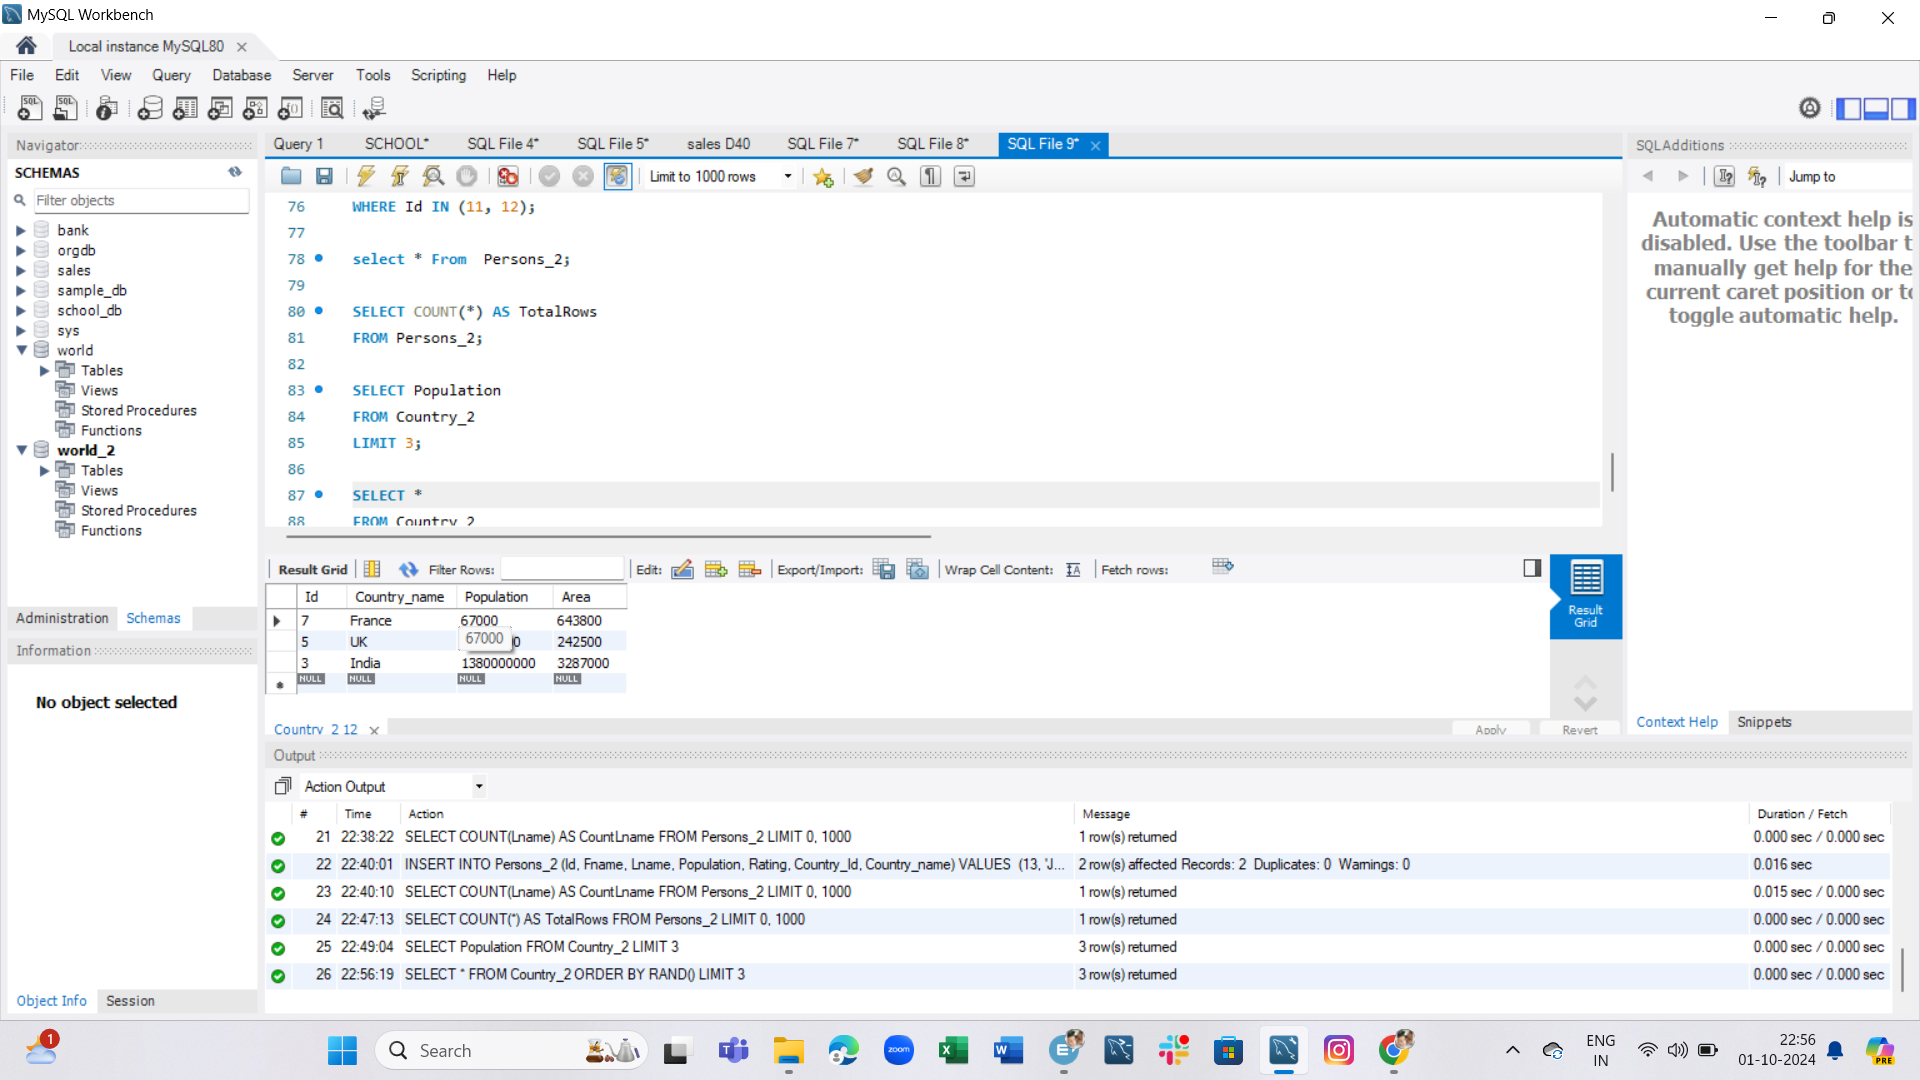 MySQL Workbench
Local instance MySQL80
File Edit View Query Database Server Tools Scripting Help
Navigator
SCHEMAS
Filter objects
bank
orgdb
sales
sample_db
school_db
sys
world
Tables
Views
Stored Procedures
Functions
world_2
Tables
Views
Stored Procedures
Functions
Administration Schemas
Information
No object selected
Object Info Session
Query 1 SCHOOL* SQL File 4* SQL File 5* sales D40 SQL File 7* SQL File 8* SQL File 9*
Limit to 1000 rows
76 WHERE Id IN (11, 12);
77
78 select * From Persons_2;
79
80 SELECT COUNT(*) AS TotalRows
81 FROM Persons_2;
82
83 SELECT Population
84 FROM Country_2
85 LIMIT 3;
86
87 SELECT *
88 FROM Country_2
Result Grid Filter Rows: Edit: Export/Import: Wrap Cell Content: Fetch rows:
Id Country_name Population Area
7 France 67000 643800
5 UK 242500
67000
3 India 1380000000 3287000
NULL NULL NULL NULL
Result
Grid
Country_2 12
Apply Revert
SQLAdditions
Jump to
Automatic context help is
disabled. Use the toolbar t
manually get help for the
current caret position or to
toggle automatic help.
Context Help Snippets
Output
Action Output
# Time Action Message Duration / Fetch
21 22:38:22 SELECT COUNT(Lname) AS CountLname FROM Persons_2 LIMIT 0, 1000 1 row(s) returned 0.000 sec / 0.000 sec
22 22:40:01 INSERT INTO Persons_2 (Id, Fname, Lname, Population, Rating, Country_Id, Country_name) VALUES (13, 'J... 2 row(s) affected Records: 2 Duplicates: 0 Warnings: 0 0.016 sec
23 22:40:10 SELECT COUNT(Lname) AS CountLname FROM Persons_2 LIMIT 0, 1000 1 row(s) returned 0.015 sec / 0.000 sec
24 22:47:13 SELECT COUNT(*) AS TotalRows FROM Persons_2 LIMIT 0, 1000 1 row(s) returned 0.000 sec / 0.000 sec
25 22:49:04 SELECT Population FROM Country_2 LIMIT 3 3 row(s) returned 0.000 sec / 0.000 sec
26 22:56:19 SELECT * FROM Country_2 ORDER BY RAND() LIMIT 3 3 row(s) returned 0.000 sec / 0.000 sec
1
Search
zoom
ENG
IN
22:56
01-10-2024
PRE